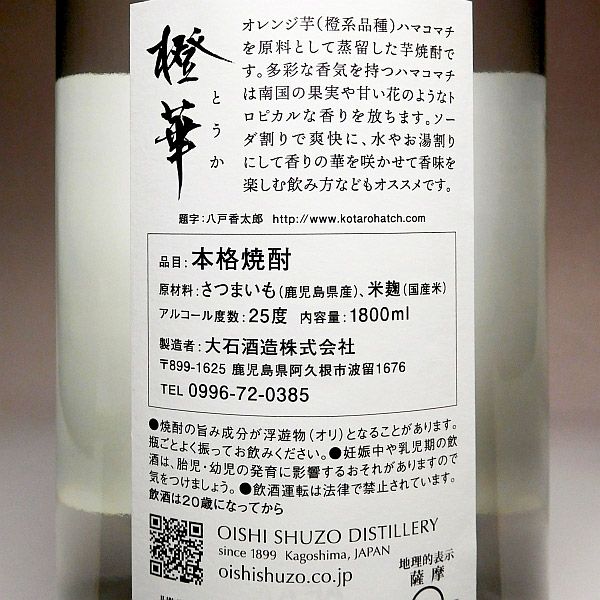 橙華
とうか
オレンジ芋(橙系品種)ハマコマチ
を原料として蒸留した芋焼酎で
す。多彩な香気を持つハマコマチ
は南国の果実や甘い花のようなト
ロピカルな香りを放ちます。ソー
ダ割りで爽快に、水やお湯割り
にして香りの華を咲かせて香味を
楽しむ飲み方などもオススメです。
題字:八戸香太郎 http://www.kotarohatch.com
品目:本格焼酎
原材料:さつまいも(鹿児島県産)、米麹(国産米)
アルコール度数:25度 内容量:1800ml
製造者:大石酒造株式会社
〒899-1625 鹿児島県阿久根市波留1676
TEL 0996-72-0385
●焼酎の旨み成分が浮遊物(オリ)となることがあります。
瓶ごとよく振ってお飲みください。●妊娠中や乳児期の飲
酒は、胎児・幼児の発育に影響するおそれがありますので
気をつけましょう。●飲酒運転は法律で禁止されています。
飲酒は20歳になってから
OISHI SHUZO DISTILLERY
since 1899 Kagoshima, JAPAN
oishishuzo.co.jp
地理的表示
薩摩